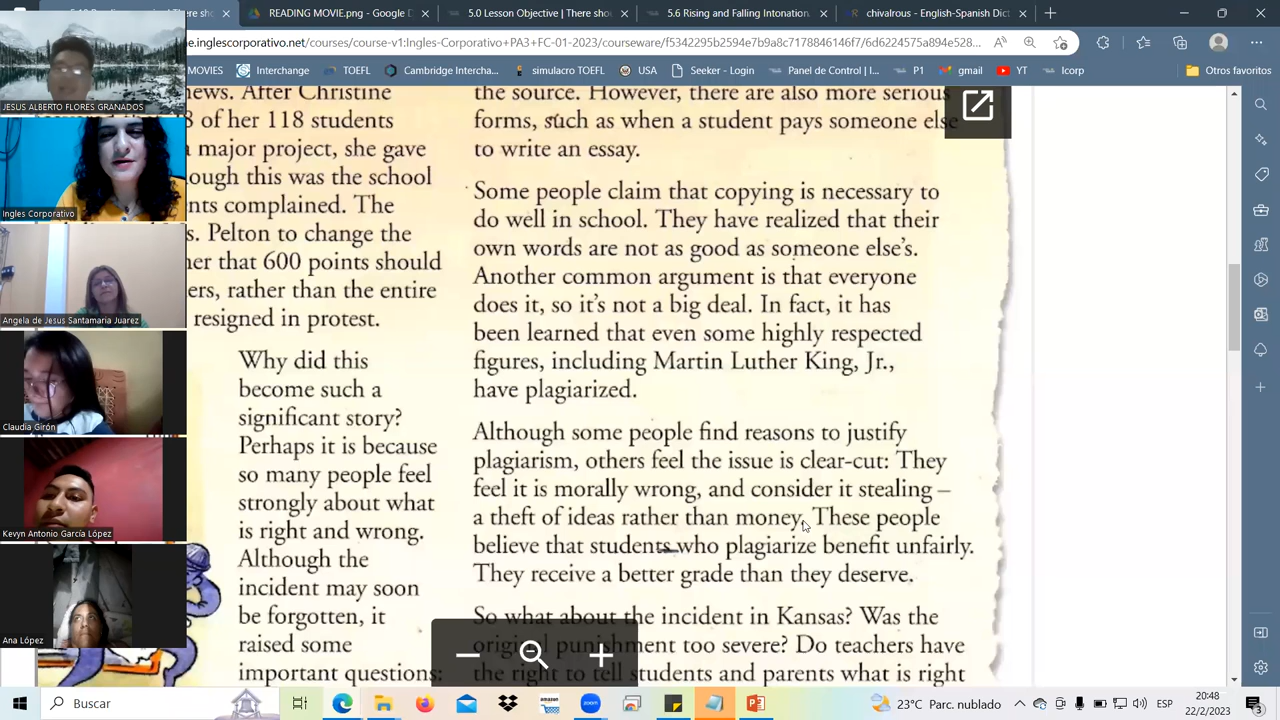 READING MOVIE.png - Google D
5.0 Lesson Objective | There shou
5.6 Rising and Falling Intonation
chivalrous - English-Spanish Dict
e.inglescorporativo.net/courses/course-v1:Ingles-Corporativo+PA3+FC-01-2023/courseware/f5342295b2594e7b9a8c7178846146f7/6d6224575a894e528...
MOVIES
Interchange
TOEFL
Cambridge Intercha...
simulacro TOEFL
USA
Seeker - Login
Panel de Control | I...
P1
gmail
YT
Icorp
Otros favoritos
JESUS ALBERTO FLORES GRANADOS
Ingles Corporativo
Angela de Jesus Santamaria Juarez
Claudia Girón
Kevyn Antonio García López
Ana López
news. After Christine
8 of her 118 students
a major project, she gave
ough this was the school
nts complained. The
s. Pelton to change the
her that 600 points should
ers, rather than the entire
resigned in protest.
Why did this
become such a
significant story?
Perhaps it is because
so many people feel
strongly about what
is right and wrong.
Although the
incident may soon
be forgotten, it
raised some
important questions:
the source. However, there are also more serious
forms, such as when a student pays someone else
to write an essay.
Some people claim that copying is necessary to
do well in school. They have realized that their
own words are not as good as someone else's.
Another common argument is that everyone
does it, so it's not a big deal. In fact, it has
been learned that even some highly respected
figures, including Martin Luther King, Jr.,
have plagiarized.
Although some people find reasons to justify
plagiarism, others feel the issue is clear-cut: They
feel it is morally wrong, and consider it stealing –
a theft of ideas rather than money. These people
believe that students who plagiarize benefit unfairly.
They receive a better grade than they deserve.
So what about the incident in Kansas? Was the
original punishment too severe? Do teachers have
the right to tell students and parents what is right
Buscar
23°C Parc. nublado
ESP
20:48
22/2/2023
3